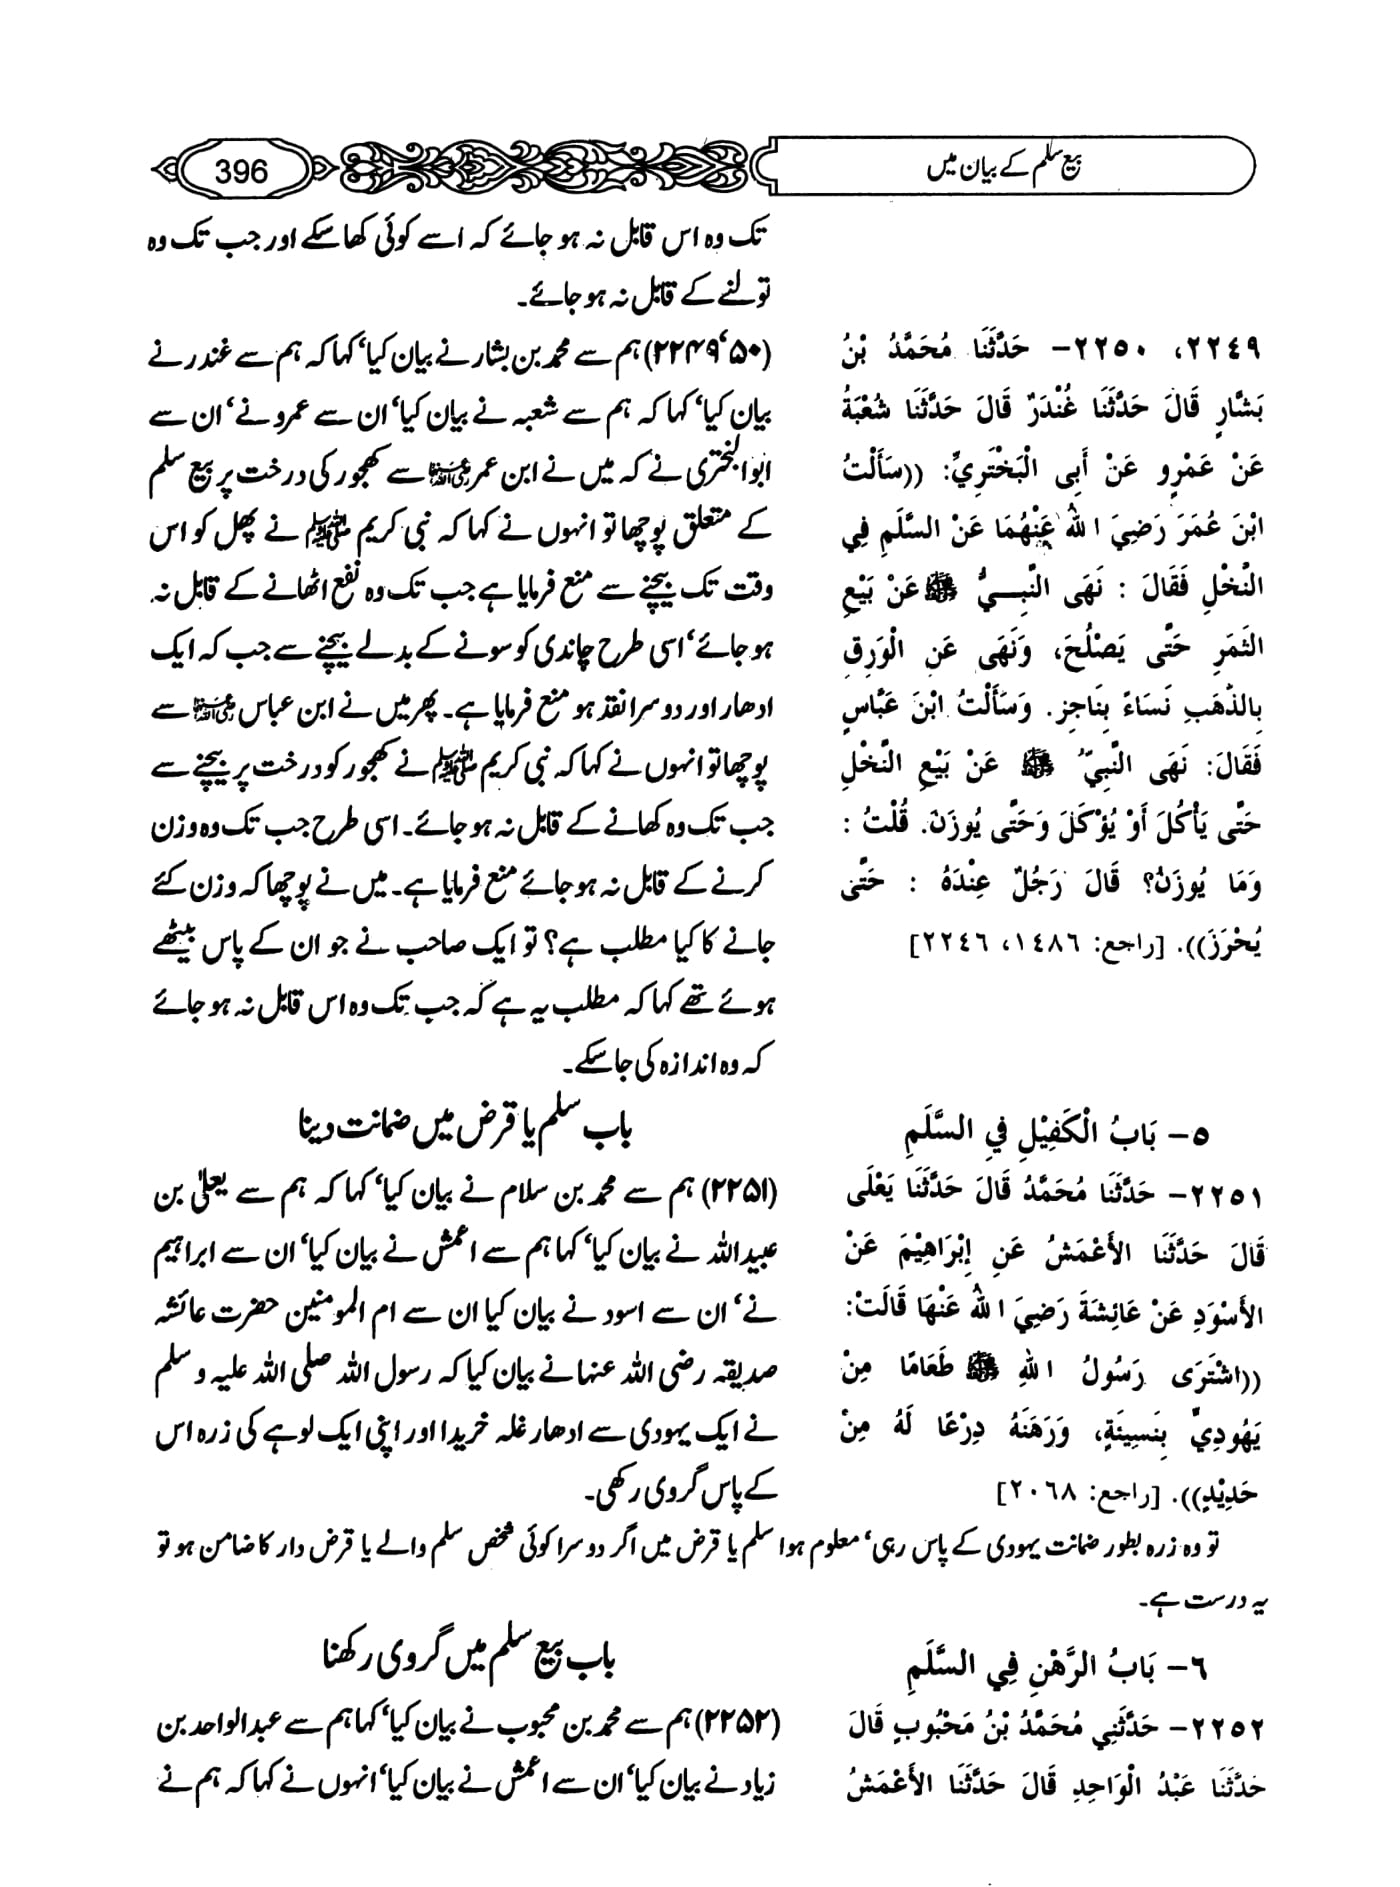 بیع سلم کے بیان میں
396
تک وہ اس قابل نہ ہو جائے کہ اسے کوئی کھا سکے اور جب تک وہ
تولنے کے قابل نہ ہو جائے۔
٢٢٤٩، ٢٢٥٠- حَدَّثَنَا مُحَمَّدُ بْنُ
بَشَّارٍ قَالَ حَدَّثَنَا غُنْدَرٌ قَالَ حَدَّثَنَا شُعْبَةُ
عَنْ عَمْرٍو عَنْ أَبِي الْبَخْتَرِيِّ: ((سَأَلْتُ
ابْنَ عُمَرَ رَضِيَ اللهُ عَنْهُمَا عَنِ السَّلَمِ فِي
النَّخْلِ فَقَالَ : نَهَى النَّبِيُّ ﷺ عَنْ بَيْعِ
الثَّمَرِ حَتَّى يَصْلُحَ، وَنَهَى عَنِ الْوَرِقِ
بِالذَّهَبِ نَسَاءً بِنَاجِزٍ. وَسَأَلْتُ ابْنَ عَبَّاسٍ
فَقَالَ: نَهَى النَّبِيُّ ﷺ عَنْ بَيْعِ النَّخْلِ
حَتَّى يَأْكُلَ أَوْ يُؤْكَلَ وَحَتَّى يُوزَنَ. قُلْتُ :
وَمَا يُوزَنُ؟ قَالَ رَجُلٌ عِنْدَهُ : حَتَّى
يُحْرَزَ)). [راجع: ١٤٨٦، ٢٢٤٦]
(۲۲۴۹‘۵۰) ہم سے محمد بن بشار نے بیان کیا‘ کہا کہ ہم سے غندر نے
بیان کیا‘ کہا کہ ہم سے شعبہ نے بیان کیا‘ ان سے عمرو نے‘ ان سے
ابوالبختری نے کہ میں نے ابن عمر رضی اللہ عنہما سے کھجور کی درخت پر بیع سلم
کے متعلق پوچھا تو انہوں نے کہا کہ نبی کریم ﷺ نے پھل کو اس
وقت تک بیچنے سے منع فرمایا ہے جب تک وہ نفع اٹھانے کے قابل نہ
ہو جائے‘ اسی طرح چاندی کو سونے کے بدلے بیچنے سے جب کہ ایک
ادھار اور دوسرا نقد ہو منع فرمایا ہے۔ پھر میں نے ابن عباس رضی اللہ عنہما سے
پوچھا تو انہوں نے کہا کہ نبی کریم ﷺ نے کھجور کو درخت پر بیچنے سے
جب تک وہ کھانے کے قابل نہ ہو جائے۔ اسی طرح جب تک وہ وزن
کرنے کے قابل نہ ہو جائے منع فرمایا ہے۔ میں نے پوچھا کہ وزن کئے
جانے کا کیا مطلب ہے؟ تو ایک صاحب نے جو ان کے پاس بیٹھے
ہوئے تھے کہا کہ مطلب یہ ہے کہ جب تک وہ اس قابل نہ ہو جائے
کہ وہ اندازہ کی جا سکے۔
٥- بَابُ الْكَفِيْلِ فِي السَّلَمِ
باب سلم یا قرض میں ضمانت دینا
٢٢٥١- حَدَّثَنَا مُحَمَّدُ قَالَ حَدَّثَنَا يَعْلَى
قَالَ حَدَّثَنَا الأَعْمَشُ عَنِ إِبْرَاهِيْمَ عَنْ
الأَسْوَدِ عَنْ عَائِشَةَ رَضِيَ اللهُ عَنْهَا قَالَتْ:
((اشْتَرَى رَسُولُ اللهِ ﷺ طَعَامًا مِنْ
يَهُودِيٍّ بِنَسِيئَةٍ، وَرَهَنَهُ دِرْعًا لَهُ مِنْ
حَدِيْدٍ)). [راجع: ٢٠٦٨]
(۲۲۵۱) ہم سے محمد بن سلام نے بیان کیا‘ کہا کہ ہم سے یعلیٰ بن
عبیداللہ نے بیان کیا‘ کہا ہم سے اعمش نے بیان کیا‘ ان سے ابراہیم
نے‘ ان سے اسود نے بیان کیا ان سے ام المومنین حضرت عائشہ
صدیقہ رضی اللہ عنہا نے بیان کیا کہ رسول اللہ صلی اللہ علیہ وسلم
نے ایک یہودی سے ادھار غلہ خریدا اور اپنی ایک لوہے کی زرہ اس
کے پاس گروی رکھی۔
تو وہ زرہ بطور ضمانت یہودی کے پاس رہی‘ معلوم ہوا سلم یا قرض میں اگر دوسرا کوئی شخص سلم والے یا قرض دار کا ضامن ہو تو
یہ درست ہے۔
٦- بَابُ الرَّهْنِ فِي السَّلَمِ
باب بیع سلم میں گروی رکھنا
٢٢٥٢- حَدَّثَنِي مُحَمَّدُ بْنُ مَحْبُوبٍ قَالَ
حَدَّثَنَا عَبْدُ الْوَاحِدِ قَالَ حَدَّثَنَا الأَعْمَشُ
(۲۲۵۲) ہم سے محمد بن محبوب نے بیان کیا‘ کہا ہم سے عبدالواحد بن
زیاد نے بیان کیا‘ ان سے اعمش نے بیان کیا‘ انہوں نے کہا کہ ہم نے